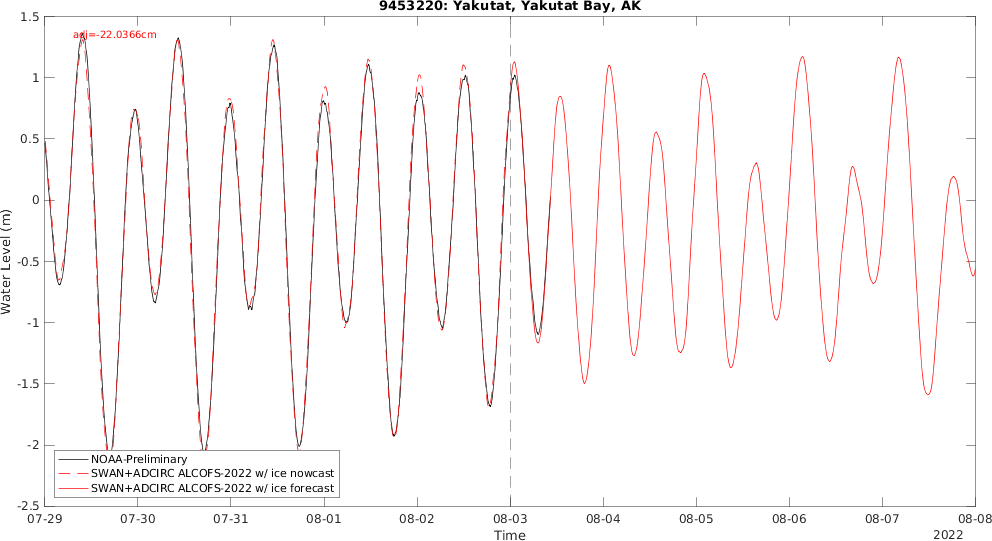 9453220: Yakutat, Yakutat Bay, AK
adj=-22.0366cm
1.5
1
0.5
0
-0.5
-1
-1.5
-2
-2.5
Water Level (m)
NOAA-Preliminary
SWAN+ADCIRC ALCOFS-2022 w/ ice nowcast
SWAN+ADCIRC ALCOFS-2022 w/ ice forecast
07-29 07-30 07-31 08-01 08-02 08-03 08-04 08-05 08-06 08-07 08-08
Time
2022